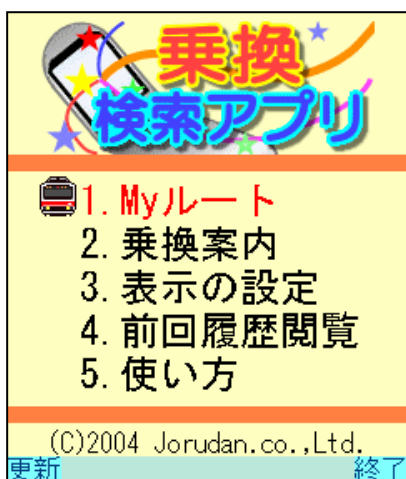 乗換
検索アプリ
1. Myルート
2. 乗換案内
3. 表示の設定
4. 前回履歴閲覧
5. 使い方
(C)2004 Jorudan.co.,Ltd.
更新 終了